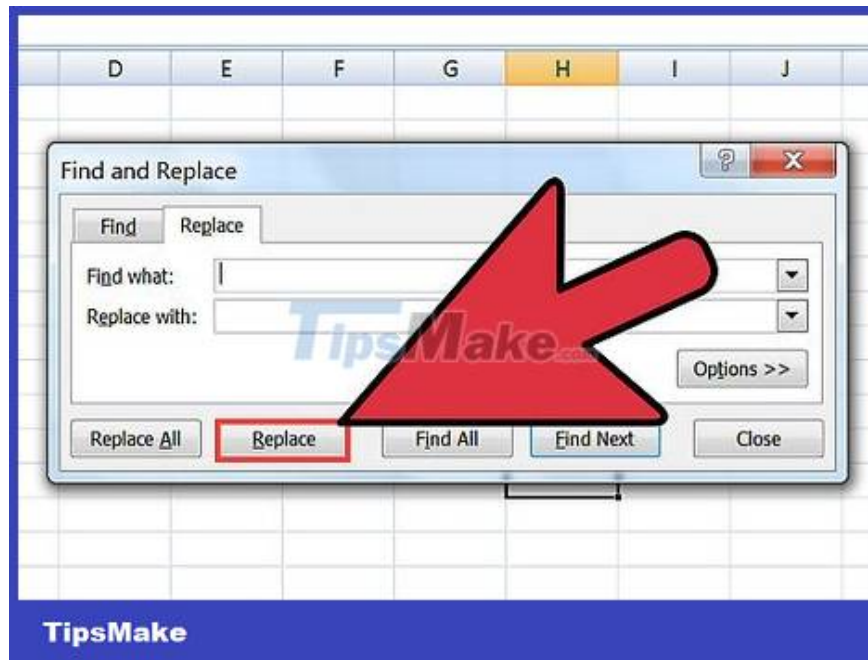 D E F G H I J
Find and Replace
Find Replace
Find what:
Replace with:
TipsMake.com
Options >>
Replace All Replace Find All Find Next Close
TipsMake